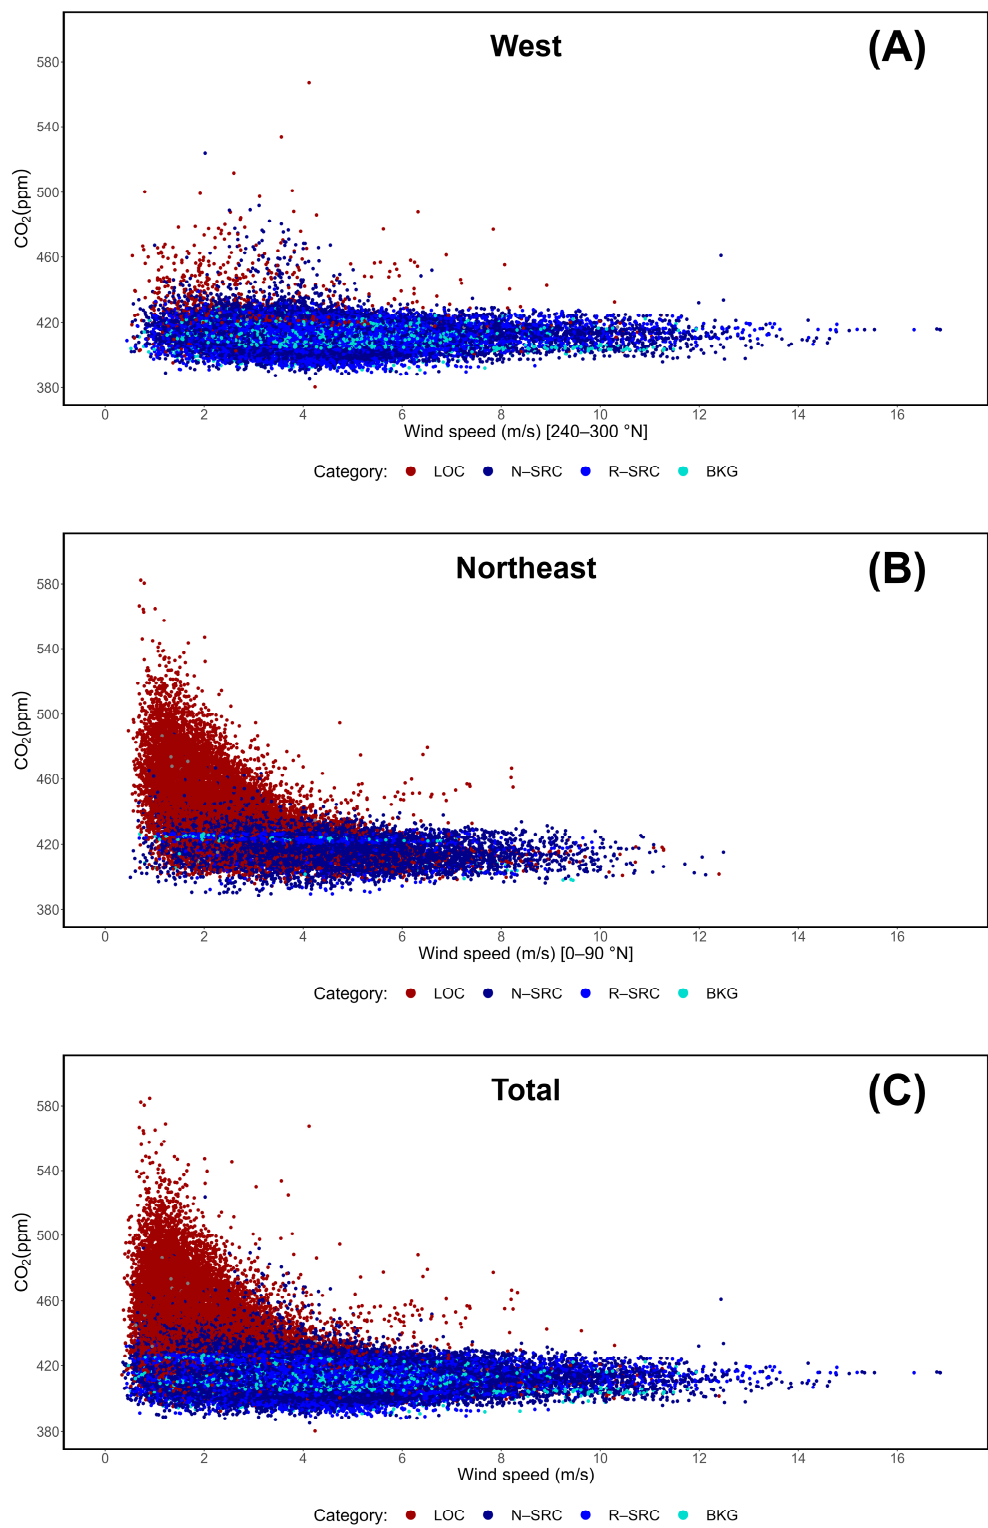 West
(A)
580
540
500
460
420
380
CO₂(ppm)
0 2 4 6 8 10 12 14 16
Wind speed (m/s) [240–300 °N]
Category: LOC N–SRC R–SRC BKG
Northeast
(B)
580
540
500
460
420
380
CO₂(ppm)
0 2 4 6 8 10 12 14 16
Wind speed (m/s) [0–90 °N]
Category: LOC N–SRC R–SRC BKG
Total
(C)
580
540
500
460
420
380
CO₂(ppm)
0 2 4 6 8 10 12 14 16
Wind speed (m/s)
Category: LOC N–SRC R–SRC BKG